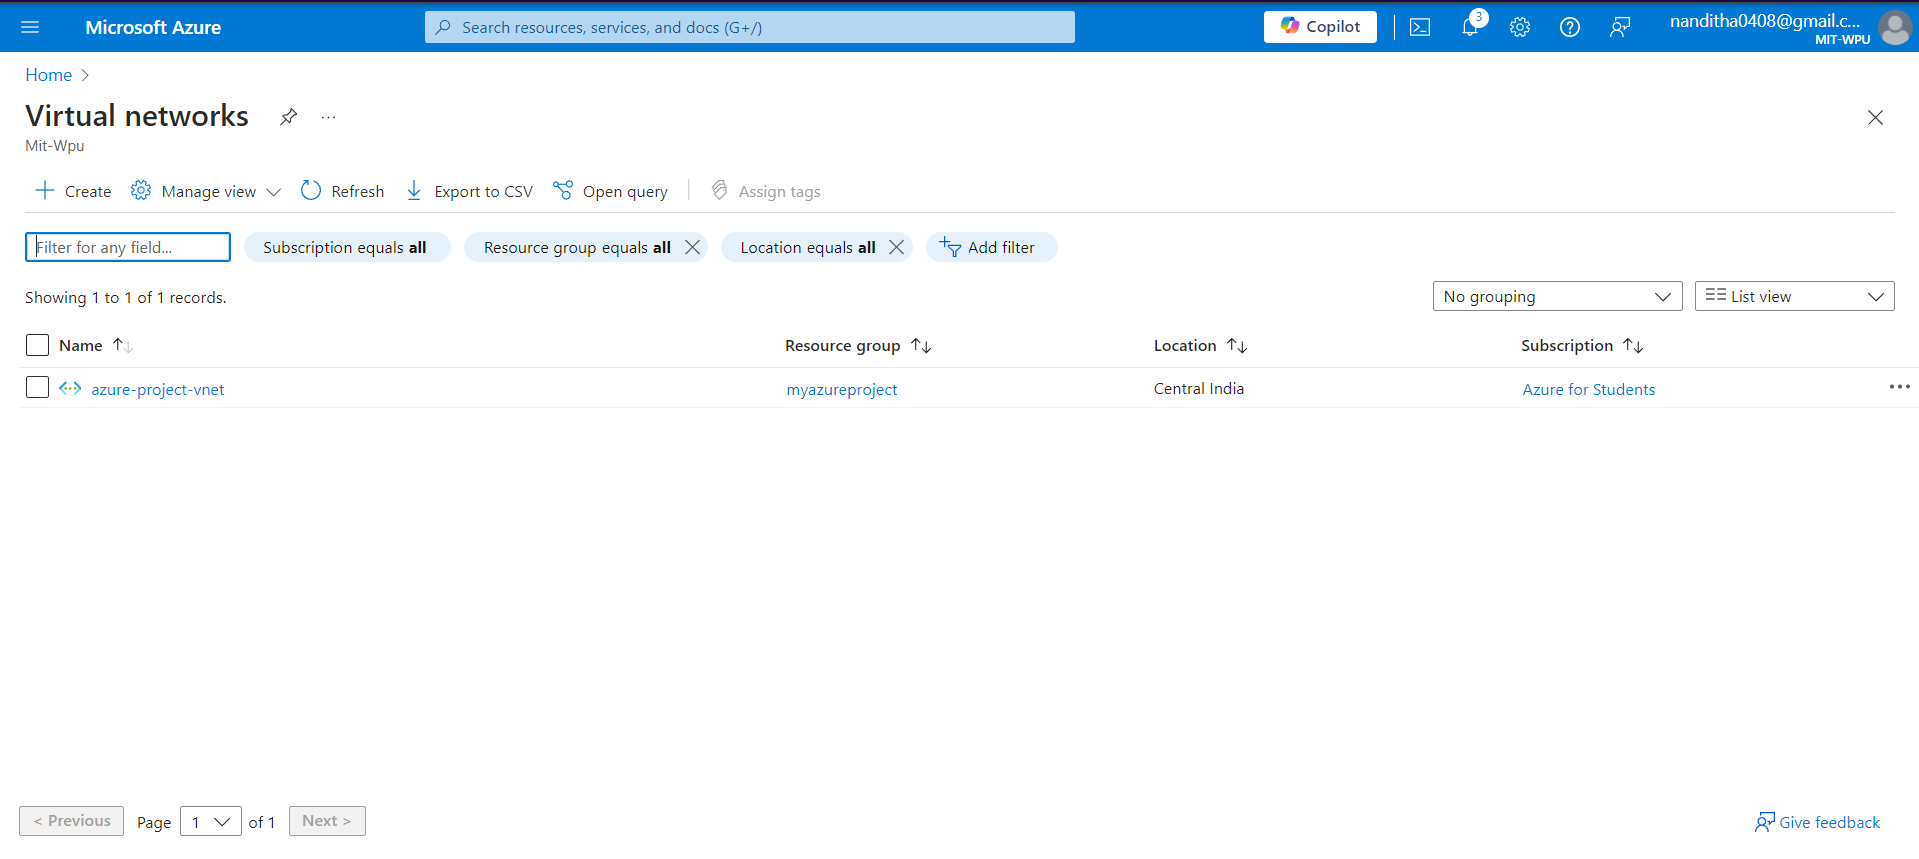 Microsoft Azure
Search resources, services, and docs (G+/)
Copilot
3
nanditha0408@gmail.c...
MIT-WPU
Home
Virtual networks
...
Mit-Wpu
Create
Manage view
Refresh
Export to CSV
Open query
Assign tags
Filter for any field...
Subscription equals all
Resource group equals all
Location equals all
Add filter
Showing 1 to 1 of 1 records.
No grouping
List view
Name
Resource group
Location
Subscription
azure-project-vnet
myazureproject
Central India
Azure for Students
< Previous
Page
1
of 1
Next >
Give feedback